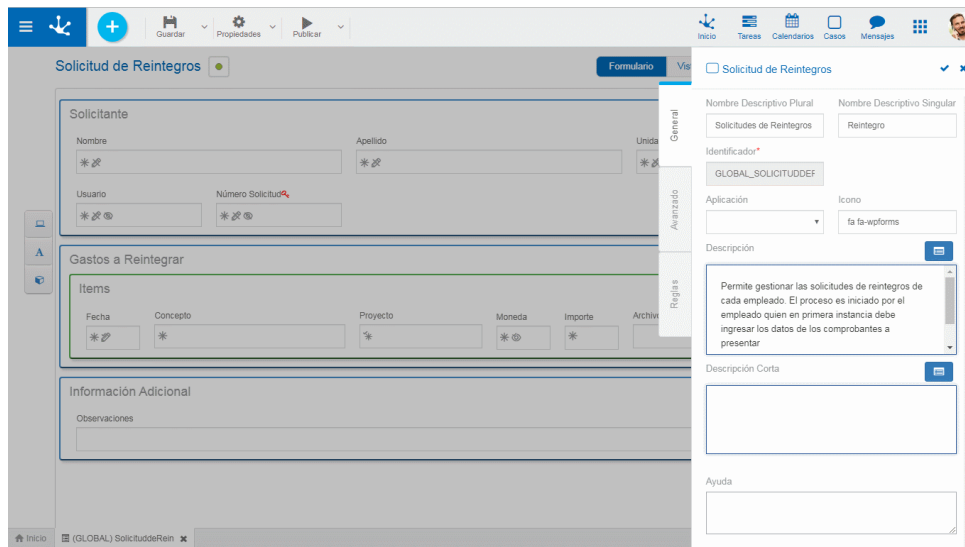 Guardar
Propiedades
Publicar
Inicio
Tareas
Calendarios
Casos
Mensajes
Solicitud de Reintegros
Formulario
Vis
Solicitante
Nombre
Apellido
Unida
Usuario
Número Solicitud
A
Gastos a Reintegrar
Items
Fecha
Concepto
Proyecto
Moneda
Importe
Archivo
Información Adicional
Observaciones
General
Avanzado
Reglas
Solicitud de Reintegros
Nombre Descriptivo Plural
Nombre Descriptivo Singular
Solicitudes de Reintegros
Reintegro
Identificador*
GLOBAL_SOLICITUDDEF
Aplicación
Icono
fa fa-wpforms
Descripción
Permite gestionar las solicitudes de reintegros de
cada empleado. El proceso es iniciado por el
empleado quien en primera instancia debe
ingresar los datos de los comprobantes a
presentar
Descripción Corta
Ayuda
Inicio
(GLOBAL) SolicituddeRein